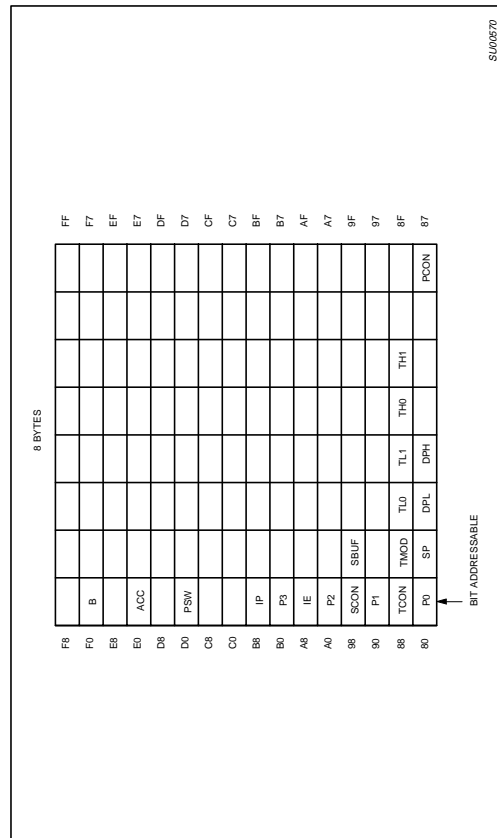 8 BYTES
F8 FF
F0 B F7
E8 EF
E0 ACC E7
D8 DF
D0 PSW D7
C8 CF
C0 C7
B8 IP BF
B0 P3 B7
A8 IE AF
A0 P2 A7
98 SCON SBUF 9F
90 P1 97
88 TCON TMOD TL0 TL1 TH0 TH1 8F
80 P0 SP DPL DPH PCON 87
BIT ADDRESSABLE
SU00570